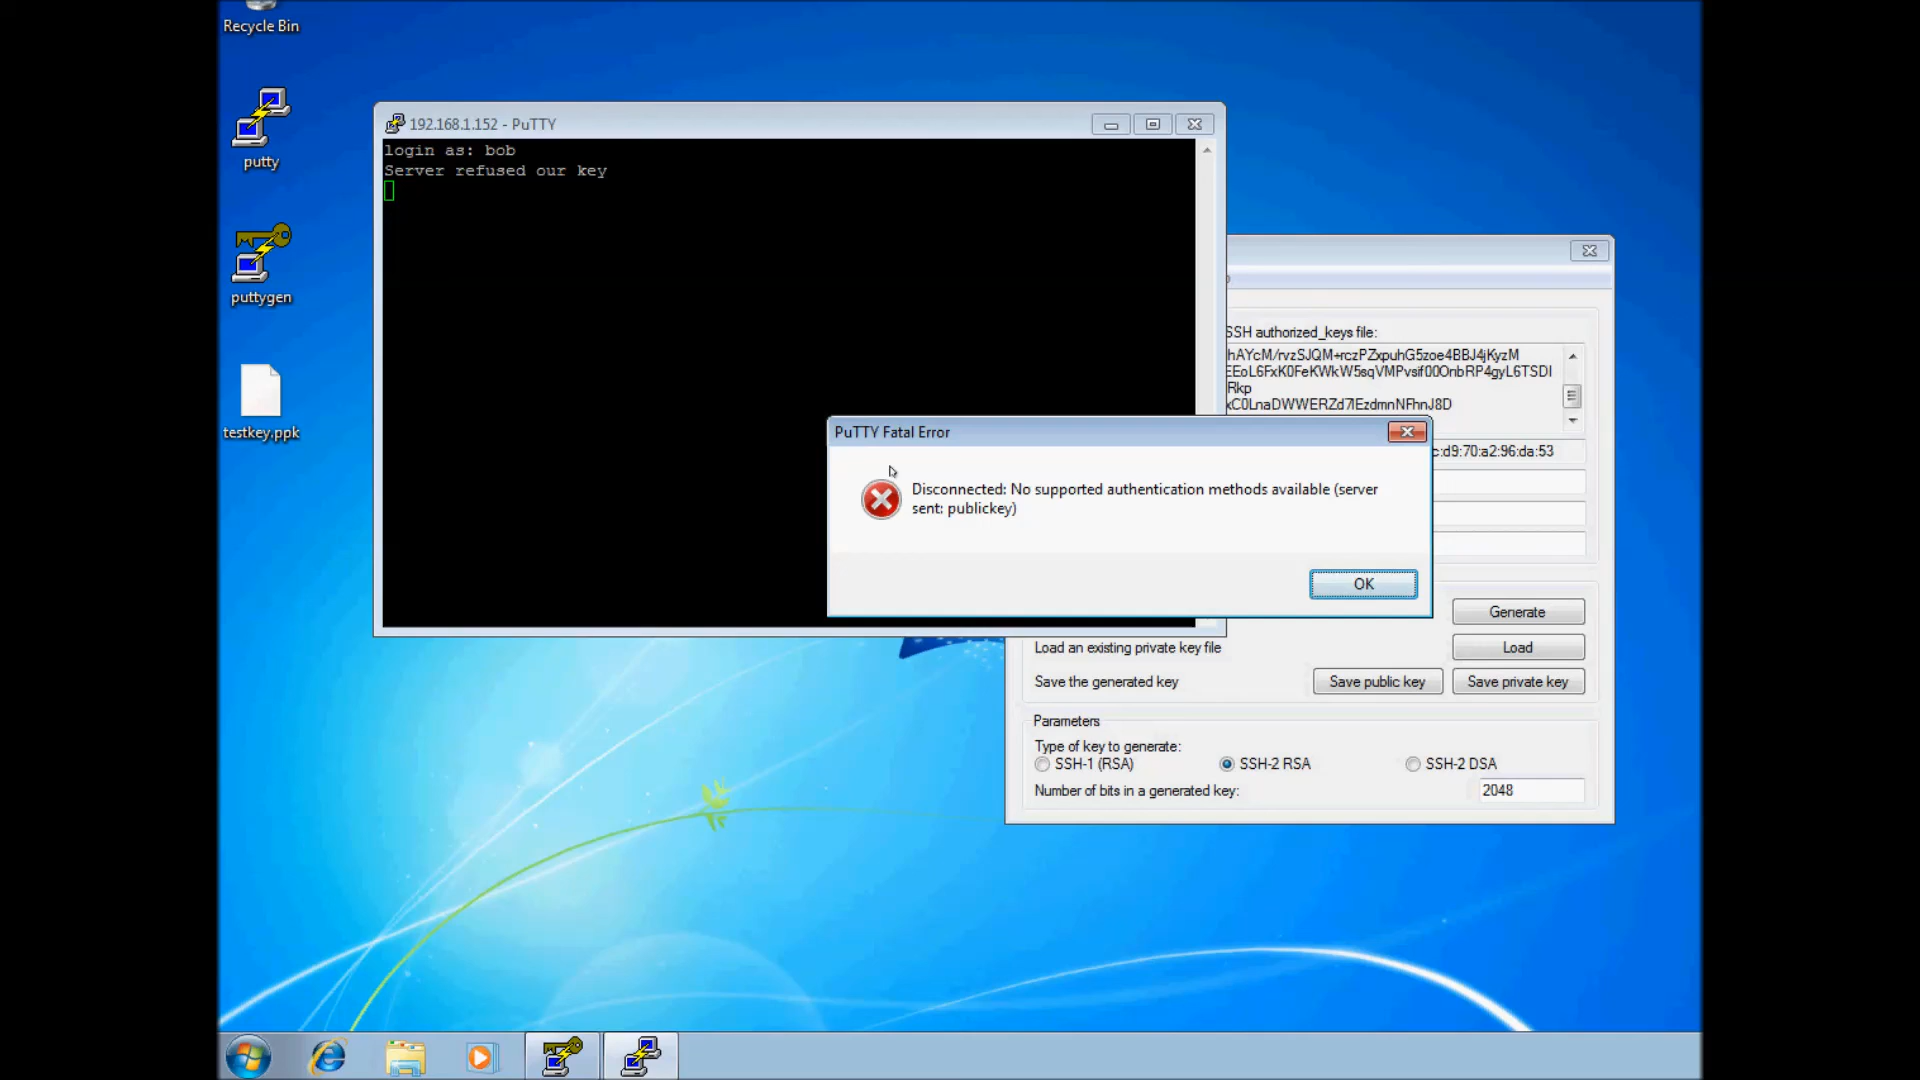 Recycle Bin
putty
puttygen
testkey.ppk
192.168.1.152 - PuTTY
login as: bob
Server refused our key
SSH authorized_keys file:
hAYcM/rvzSJQM+rczPZxpuhG5zoe4BBJ4jKyzM
EEoL6FxK0FeKWkW5sqVMPvsif00OnbRP4gyL6TSDI
Rkp
xC0LnaDWWERZd7lEzdmnNFhnJ8D
c:d9:70:a2:96:da:53
PuTTY Fatal Error
Disconnected: No supported authentication methods available (server
sent: publickey)
OK
Generate
Load an existing private key file
Load
Save the generated key
Save public key
Save private key
Parameters
Type of key to generate:
SSH-1 (RSA)
SSH-2 RSA
SSH-2 DSA
Number of bits in a generated key:
2048